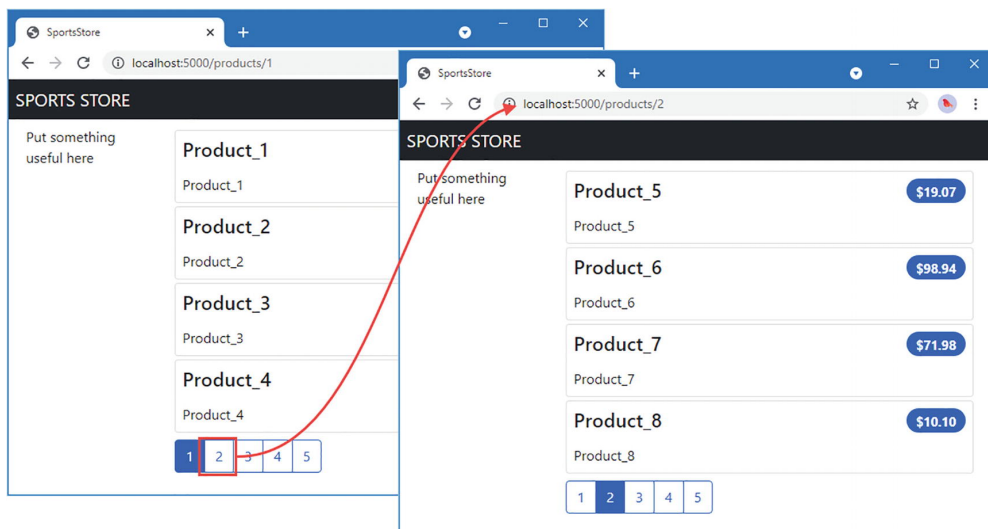 SportsStore
localhost:5000/products/1
SPORTS STORE
Put something
useful here
Product_1
Product_1
Product_2
Product_2
Product_3
Product_3
Product_4
Product_4
1 2 3 4 5
SportsStore
localhost:5000/products/2
SPORTS STORE
Put something
useful here
Product_5 $19.07
Product_5
Product_6 $98.94
Product_6
Product_7 $71.98
Product_7
Product_8 $10.10
Product_8
1 2 3 4 5